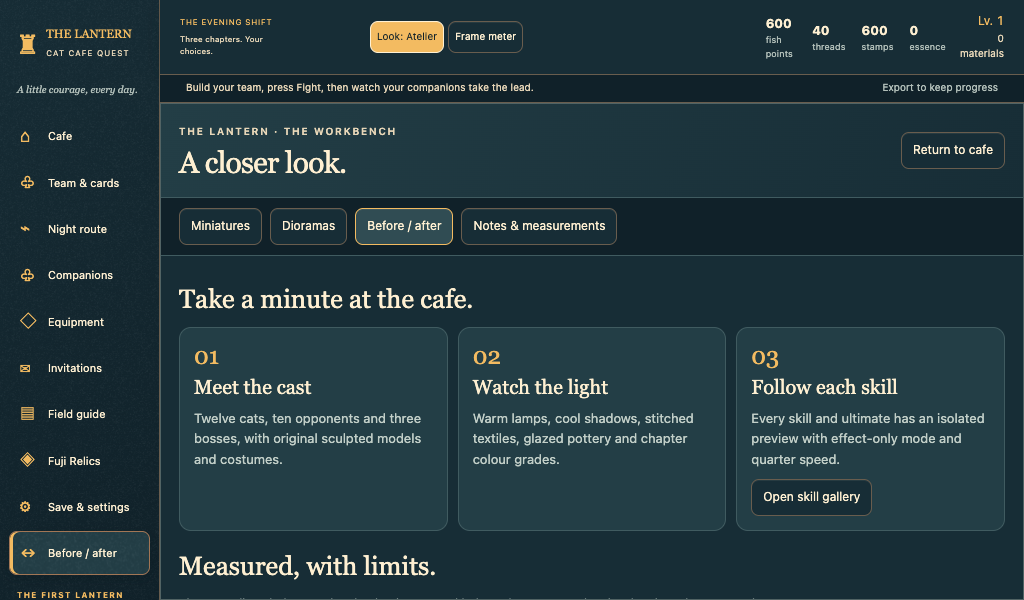 THE LANTERN
CAT CAFE QUEST
A little courage, every day.
Cafe
Team & cards
Night route
Companions
Equipment
Invitations
Field guide
Fuji Relics
Save & settings
Before / after
THE FIRST LANTERN
THE EVENING SHIFT
Three chapters. Your
choices.
Look: Atelier
Frame meter
600
fish
points
40
threads
600
stamps
0
essence
Lv. 1
0
materials
Build your team, press Fight, then watch your companions take the lead.
Export to keep progress
THE LANTERN · THE WORKBENCH
A closer look.
Return to cafe
Miniatures
Dioramas
Before / after
Notes & measurements
Take a minute at the cafe.
01
Meet the cast
Twelve cats, ten opponents and three
bosses, with original sculpted models
and costumes.
02
Watch the light
Warm lamps, cool shadows, stitched
textiles, glazed pottery and chapter
colour grades.
03
Follow each skill
Every skill and ultimate has an isolated
preview with effect-only mode and
quarter speed.
Open skill gallery
Measured, with limits.